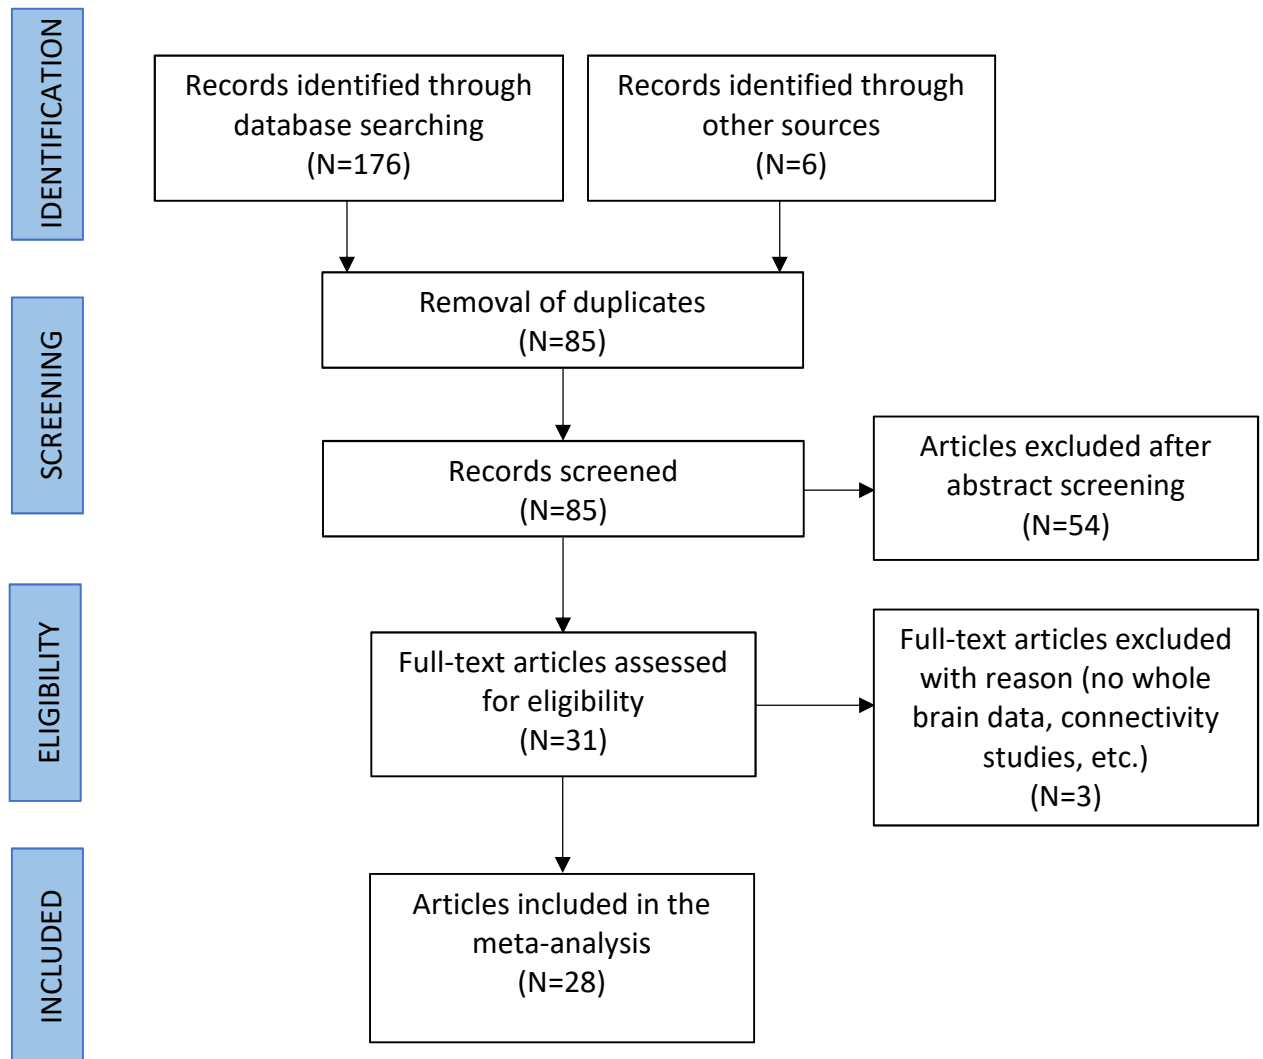 IDENTIFICATION
Records identified through
database searching
(N=176)
Records identified through
other sources
(N=6)
Removal of duplicates
(N=85)
SCREENING
Records screened
(N=85)
Articles excluded after
abstract screening
(N=54)
ELIGIBILITY
Full-text articles assessed
for eligibility
(N=31)
Full-text articles excluded
with reason (no whole
brain data, connectivity
studies, etc.)
(N=3)
INCLUDED
Articles included in the
meta-analysis
(N=28)